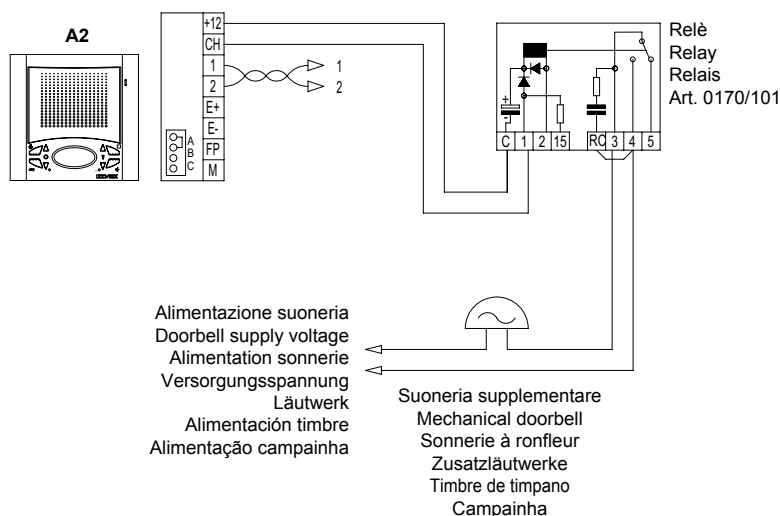 A2
+12
CH
1
2
E+
E-
FP
M
A
B
C
1
2
+
-
C 1 2 15 RC 3 4 5
Relè
Relay
Relais
Art. 0170/101
Alimentazione suoneria
Doorbell supply voltage
Alimentation sonnerie
Versorgungsspannung
Läutwerk
Alimentación timbre
Alimentação campainha
Suoneria supplementare
Mechanical doorbell
Sonnerie à ronfleur
Zusatzläutwerke
Timbre de timpano
Campainha